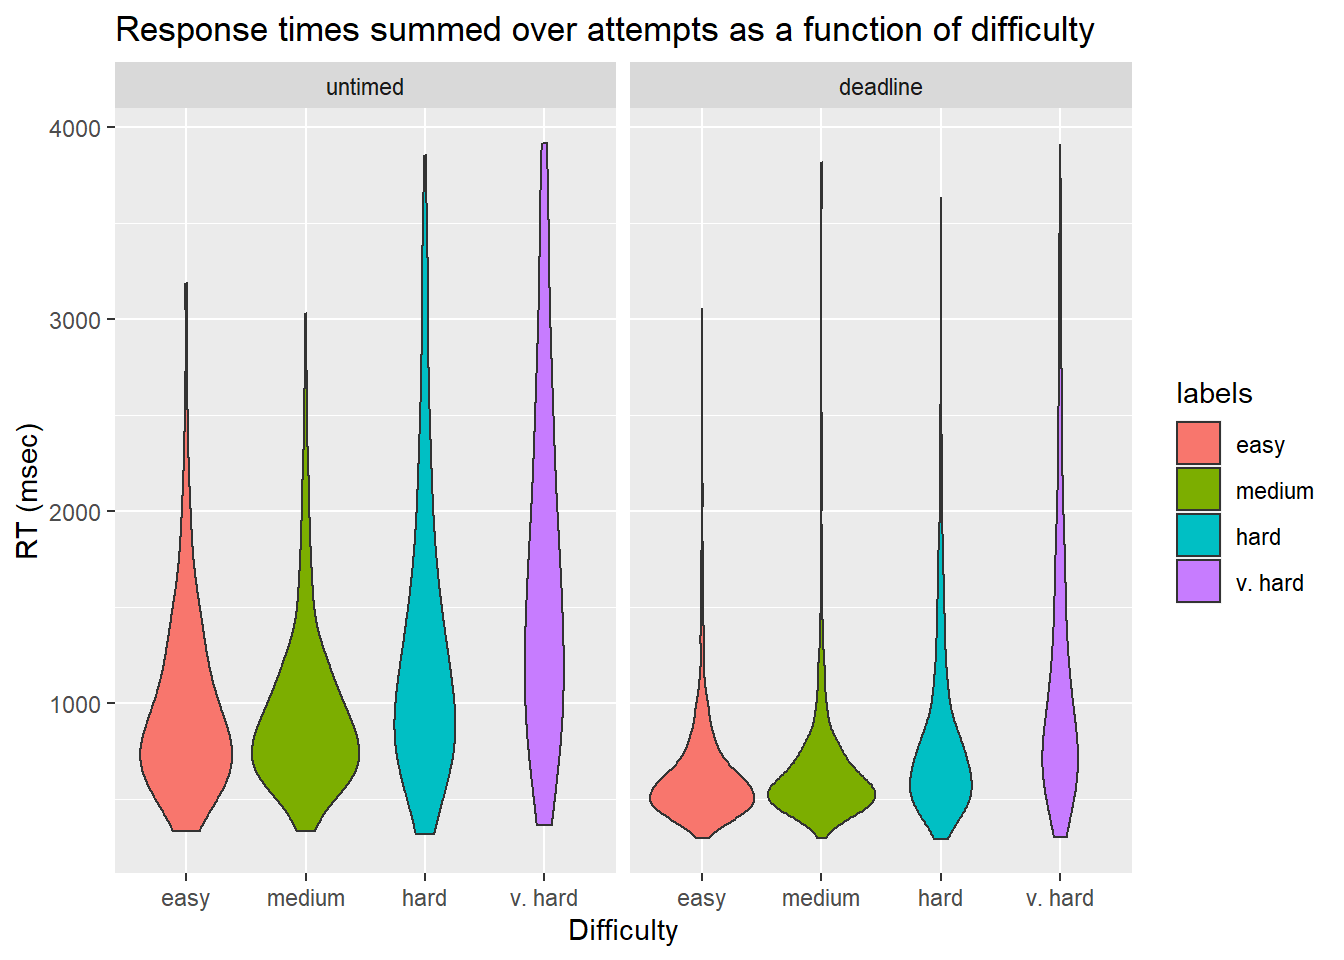 Response times summed over attempts as a function of difficulty
untimed
deadline
4000
3000
2000
1000
RT (msec)
easy medium hard v. hard
easy medium hard v. hard
Difficulty
labels
easy
medium
hard
v. hard